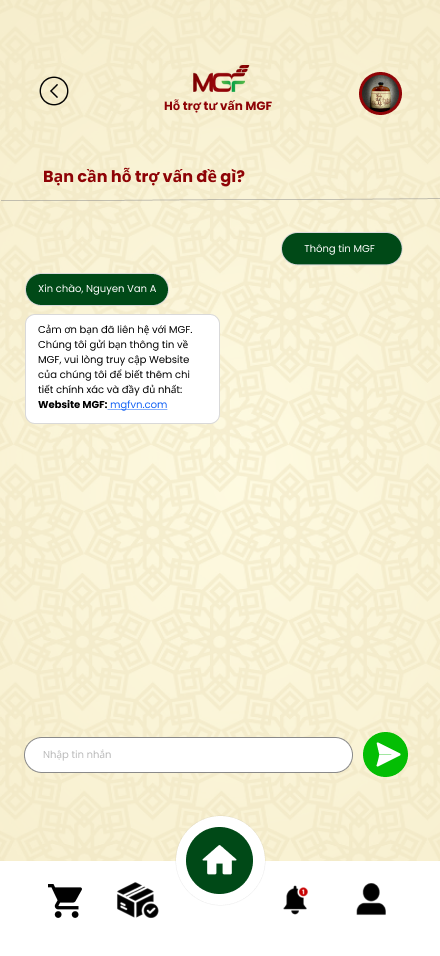 MGF
Hỗ trợ tư vấn MGF
Bạn cần hỗ trợ vấn đề gì?
Thông tin MGF
Xin chào, Nguyen Van A
Cảm ơn bạn đã liên hệ với MGF.
Chúng tôi gửi bạn thông tin về
MGF, vui lòng truy cập Website
của chúng tôi để biết thêm chi
tiết chính xác và đầy đủ nhất:
Website MGF: mgfvn.com
Nhập tin nhắn
1